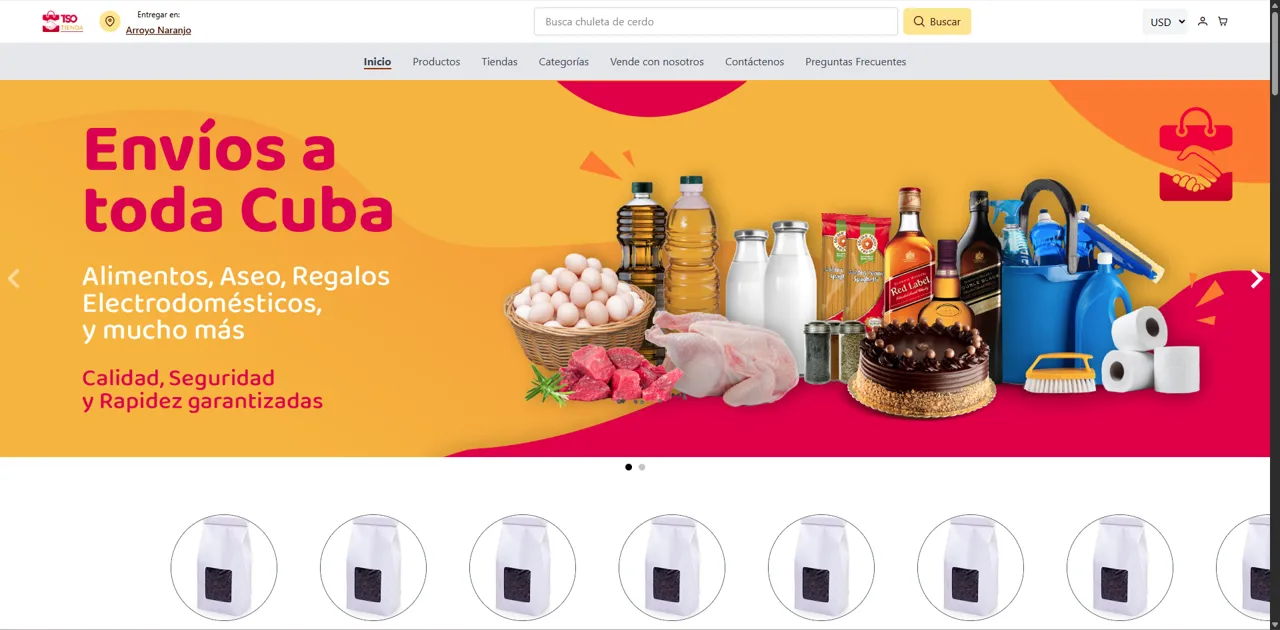 TSO
TIENDA
Entregar en:
Arroyo Naranjo
Busca chuleta de cerdo
Buscar
USD
Inicio
Productos
Tiendas
Categorías
Vende con nosotros
Contáctenos
Preguntas Frecuentes
Envíos a
toda Cuba
Alimentos, Aseo, Regalos
Electrodomésticos,
y mucho más
Calidad, Seguridad
y Rapidez garantizadas
Red Label